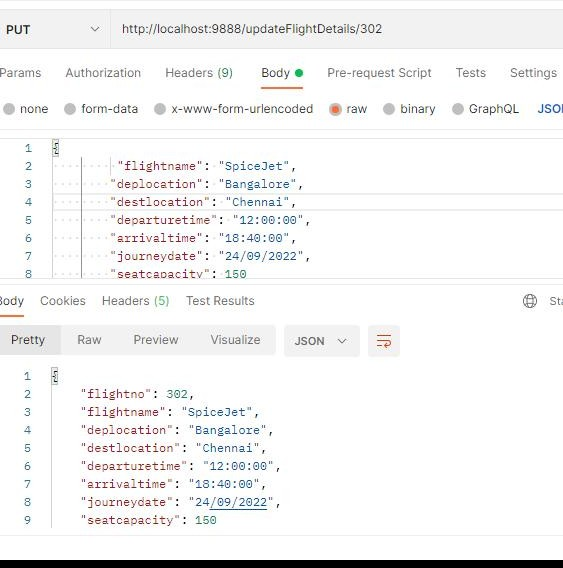 PUT http://localhost:9888/updateFlightDetails/302
Params Authorization Headers (9) Body Pre-request Script Tests Settings
none form-data x-www-form-urlencoded raw binary GraphQL JSO
1 {
2 "flightname": "SpiceJet",
3 "deplocation": "Bangalore",
4 "destlocation": "Chennai",
5 "departuretime": "12:00:00",
6 "arrivaltime": "18:40:00",
7 "journeydate": "24/09/2022",
8 "seatcapacity": 150
Body Cookies Headers (5) Test Results Sta
Pretty Raw Preview Visualize JSON
1 {
2 "flightno": 302,
3 "flightname": "SpiceJet",
4 "deplocation": "Bangalore",
5 "destlocation": "Chennai",
6 "departuretime": "12:00:00",
7 "arrivaltime": "18:40:00",
8 "journeydate": "24/09/2022",
9 "seatcapacity": 150